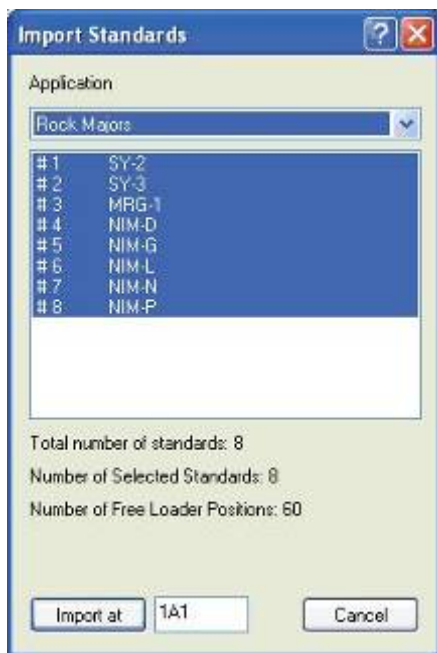 Import Standards
Application
Rock Majors
# 1 SY-2
# 2 SY-3
# 3 MRG-1
# 4 NIM-D
# 5 NIM-G
# 6 NIM-L
# 7 NIM-N
# 8 NIM-P
Total number of standards: 8
Number of Selected Standards: 8
Number of Free Loader Positions: 60
Import at 1A1 Cancel